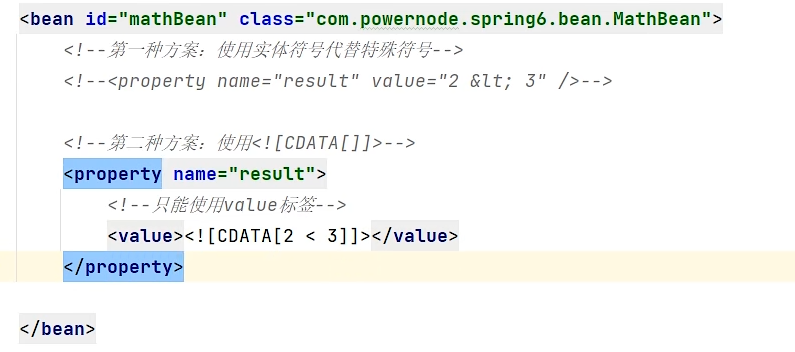 <bean id="mathBean" class="com.powernode.spring6.bean.MathBean">
<!--第一种方案：使用实体符号代替特殊符号-->
<!--<property name="result" value="2 &lt; 3" />-->
<!--第二种方案：使用<![CDATA[]]>-->
<property name="result">
<!--只能使用value标签-->
<value><![CDATA[2 < 3]]></value>
</property>
</bean>